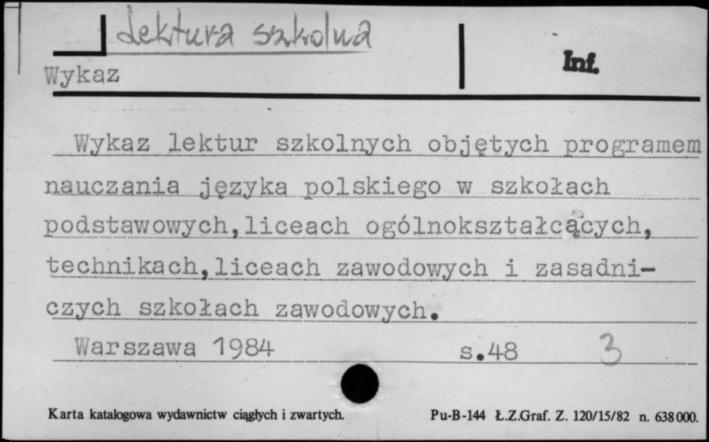 Lektura szkolna
Inf.
Wykaz
Wykaz lektur szkolnych objętych programem
nauczania języka polskiego w szkołach
podstawowych, liceach ogólnokształcących,
technikach, liceach zawodowych i zasadni-
czych szkołach zawodowych.
Warszawa 1984 s.48 3
Karta katalogowa wydawnictw ciągłych i zwartych. Pu-B-144 Ł.Z.Graf. Z. 120/15/82 n. 638000.